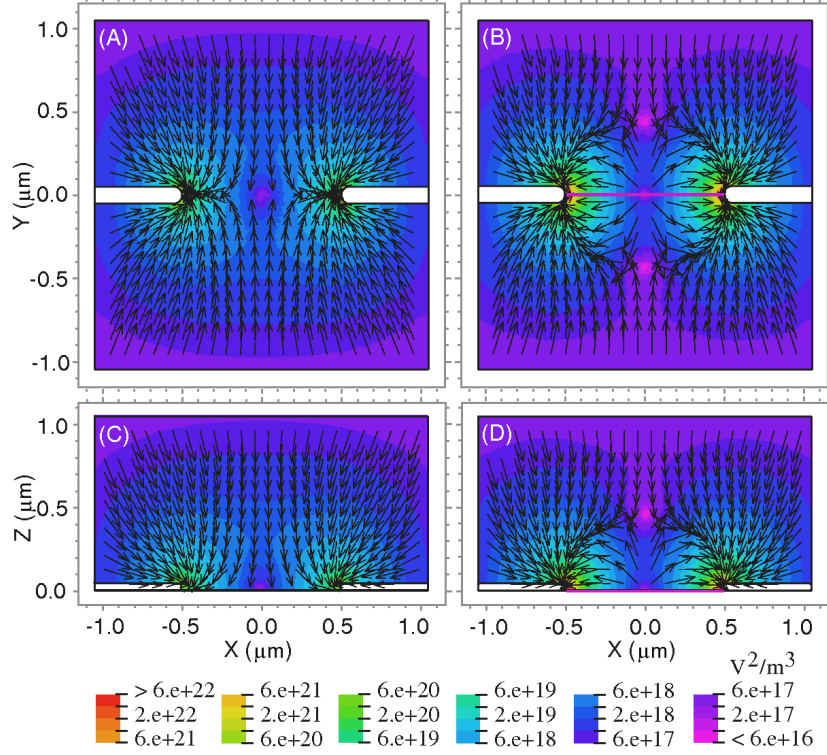 (A) (B)
1.0
0.5
0.0
-0.5
-1.0
Y (μm)
(C) (D)
1.0
0.5
0.0
Z (μm)
-1.0 -0.5 0.0 0.5 1.0 -1.0 -0.5 0.0 0.5 1.0
X (μm) X (μm)
V²/m³
> 6.e+22 6.e+21 6.e+20 6.e+19 6.e+18 6.e+17
2.e+22 2.e+21 2.e+20 2.e+19 2.e+18 2.e+17
6.e+21 6.e+20 6.e+19 6.e+18 6.e+17 < 6.e+16